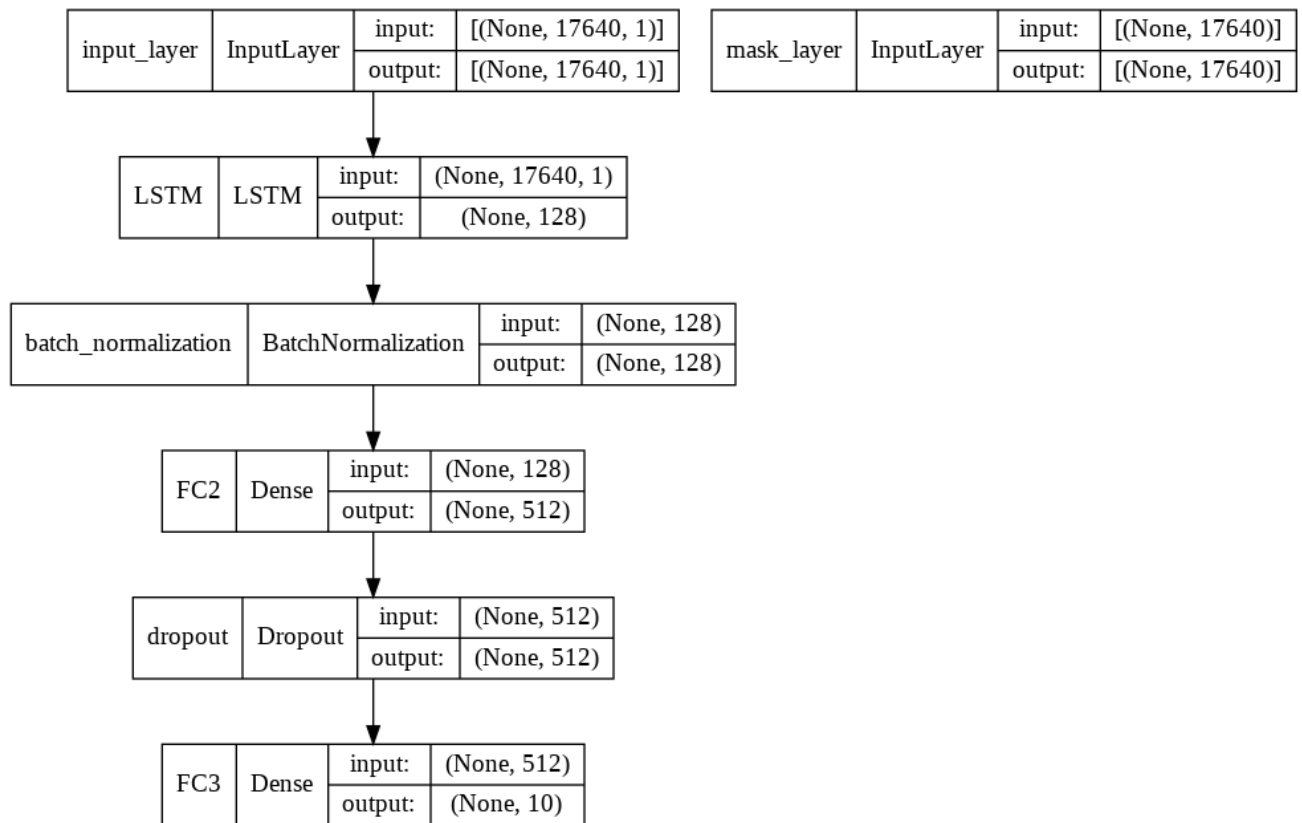 input_layer InputLayer input: [(None, 17640, 1)]
output: [(None, 17640, 1)]
mask_layer InputLayer input: [(None, 17640)]
output: [(None, 17640)]
LSTM LSTM input: (None, 17640, 1)
output: (None, 128)
batch_normalization BatchNormalization input: (None, 128)
output: (None, 128)
FC2 Dense input: (None, 128)
output: (None, 512)
dropout Dropout input: (None, 512)
output: (None, 512)
FC3 Dense input: (None, 512)
output: (None, 10)